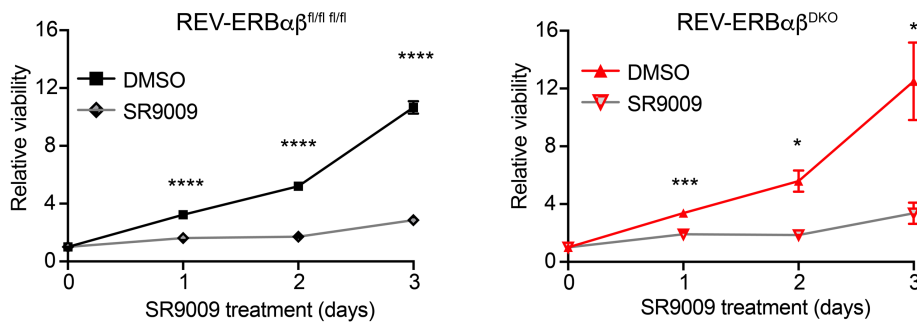 REV-ERBαβfl/fl fl/fl
Relative viability
16
12
8
4
0
DMSO
SR9009
****
****
****
0 1 2 3
SR9009 treatment (days)
REV-ERBαβDKO
Relative viability
16
12
8
4
0
DMSO
SR9009
***
*
*
0 1 2 3
SR9009 treatment (days)